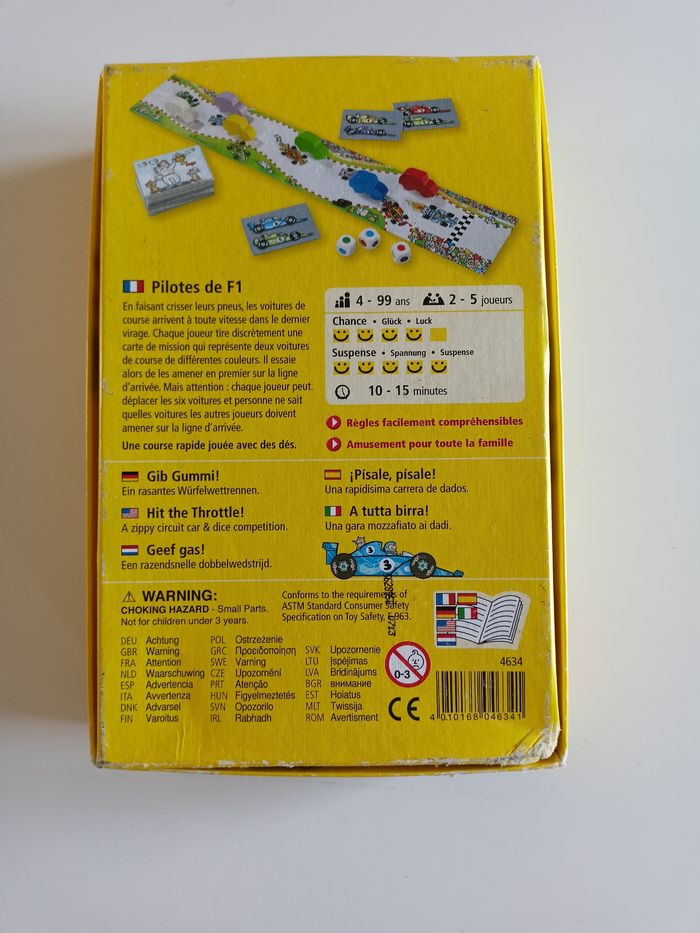 Pilotes de F1
En faisant crisser leurs pneus, les voitures de
course arrivent à toute vitesse dans le dernier
virage. Chaque joueur tire discrètement une
carte de mission qui représente deux voitures
de course de différentes couleurs. Il essaie
alors de les amener en premier sur la ligne
d'arrivée. Mais attention : chaque joueur peut
déplacer les six voitures et personne ne sait
quelles voitures les autres joueurs doivent
amener sur la ligne d'arrivée.
Une course rapide jouée avec des dés.
4 - 99 ans 2 - 5 joueurs
Chance • Glück • Luck
Suspense • Spannung • Suspense
10 - 15 minutes
Règles facilement compréhensibles
Amusement pour toute la famille
Gib Gummi!
Ein rasantes Würfelwettrennen.
Hit the Throttle!
A zippy circuit car & dice competition.
Geef gas!
Een razendsnelle dobbelwedstrijd.
¡Písale, písale!
Una rapidísima carrera de dados.
A tutta birra!
Una gara mozzafiato ai dadi.
3
3
WARNING:
CHOKING HAZARD - Small Parts.
Not for children under 3 years.
Conforms to the requirements of
ASTM Standard Consumer Safety
Specification on Toy Safety, F963.
DEU Achtung
GBR Warning
FRA Attention
NLD Waarschuwing
ESP Advertencia
ITA Avvertenza
DNK Advarsel
FIN Varoitus
POL Ostrzeżenie
GRC Προειδοποίηση
SWE Varning
CZE Upozornění
PRT Atenção
HUN Figyelmeztetés
SVN Opozorilo
IRL Rabhadh
SVK Upozornenie
LTU Įspėjimas
LVA Brīdinājums
BGR внимание
EST Hoiatus
MLT Twissija
ROM Avertisment
0-3
CE
4634
4 010168 046341